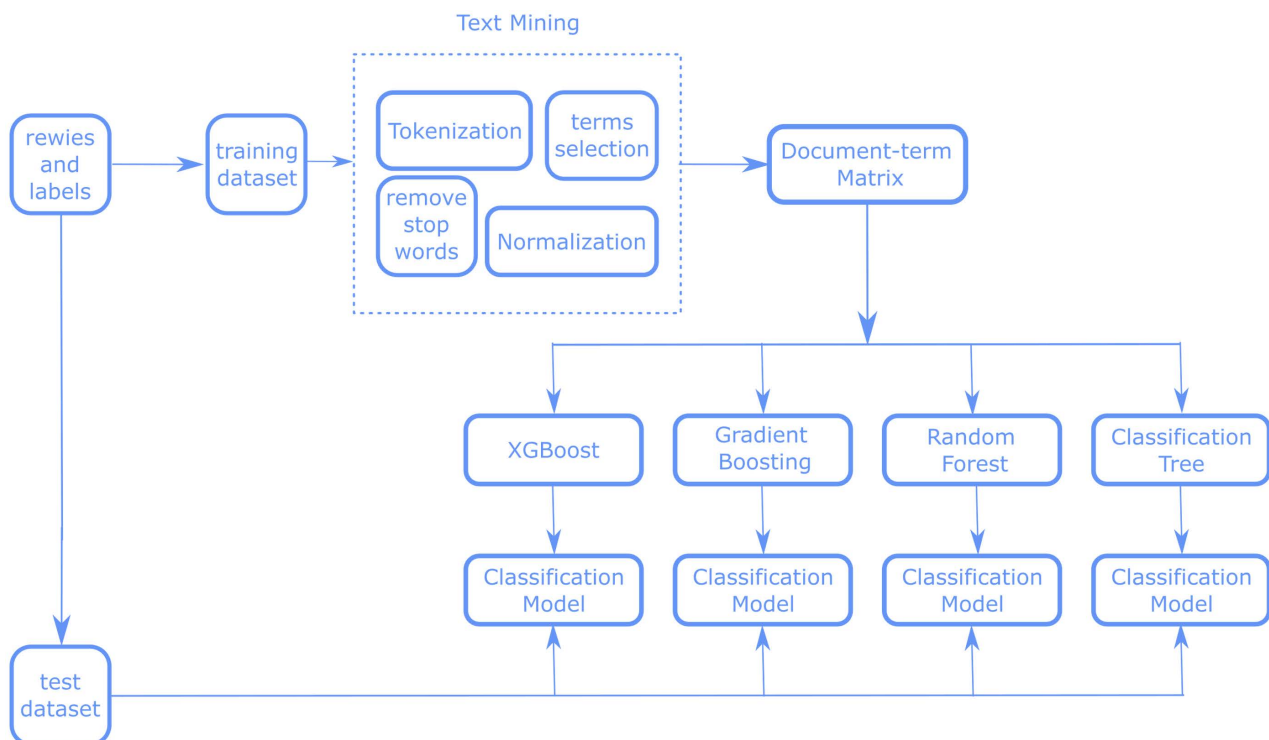 Text Mining
rewies
and
labels
training
dataset
Tokenization
terms
selection
remove
stop
words
Normalization
Document-term
Matrix
XGBoost
Gradient
Boosting
Random
Forest
Classification
Tree
Classification
Model
Classification
Model
Classification
Model
Classification
Model
test
dataset